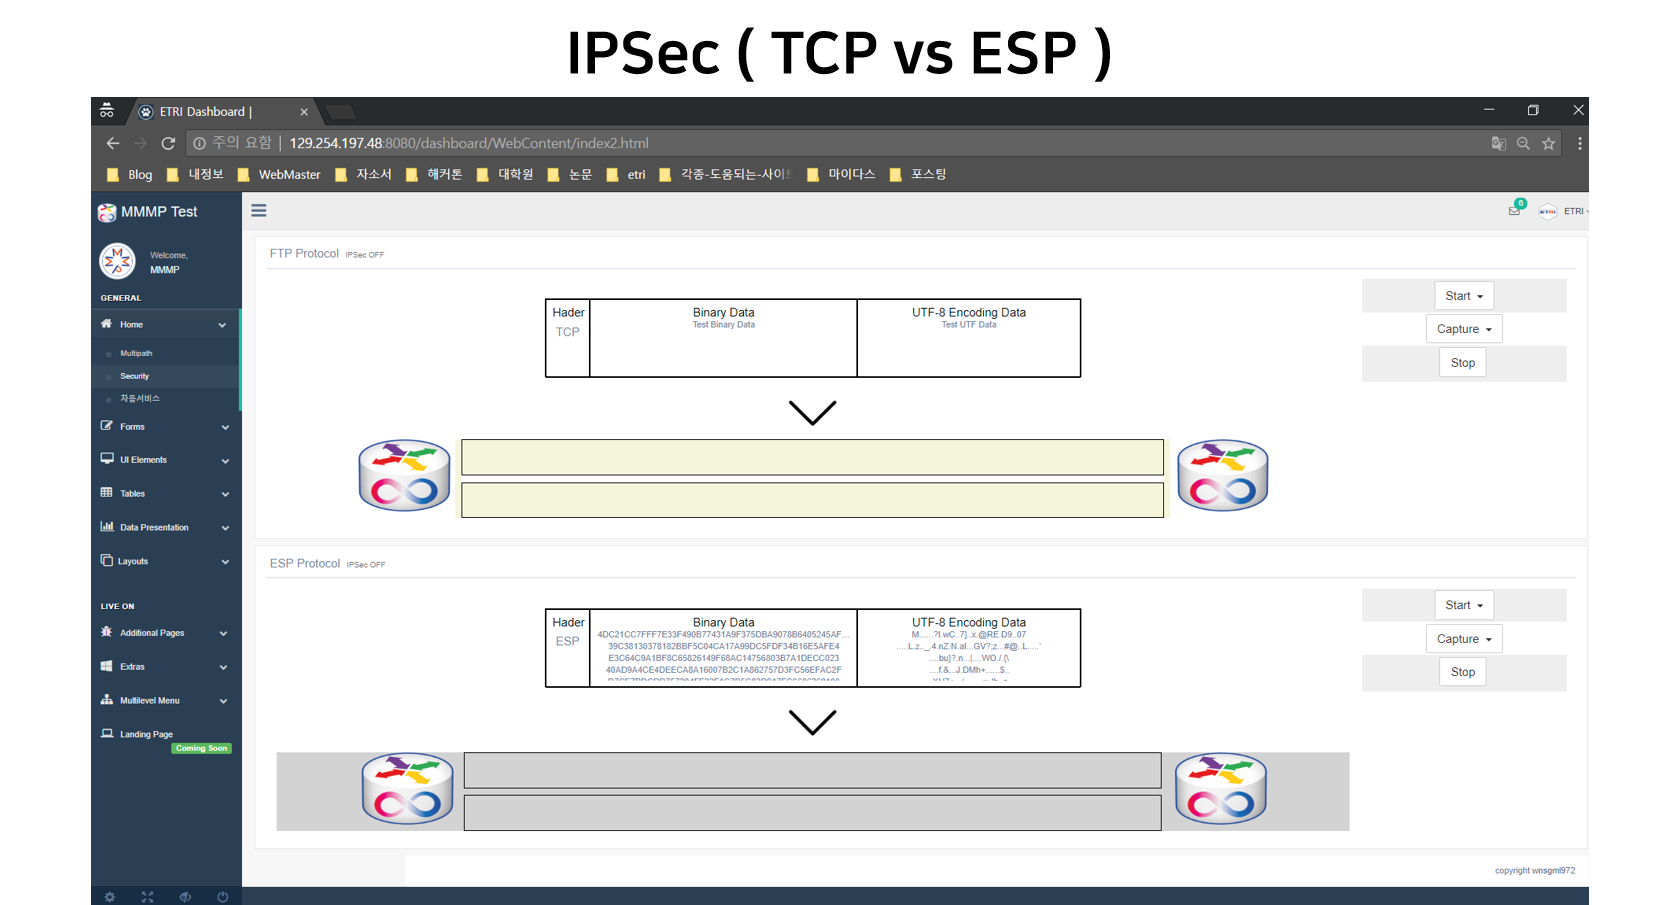 IPSec ( TCP vs ESP )
ETRI Dashboard |
주의 요함 | 129.254.197.48:8080/dashboard/WebContent/index2.html
Blog 내정보 WebMaster 자소서 해커톤 대학원 논문 etri 각종-도움되는-사이트 마이다스 포스팅
MMMP Test
6
ETRI
Welcome,
MMMP
GENERAL
Home
Multipath
Security
차등서비스
Forms
UI Elements
Tables
Data Presentation
Layouts
LIVE ON
Additional Pages
Extras
Multilevel Menu
Landing Page
Coming Soon
FTP Protocol IPSec OFF
Hader Binary Data UTF-8 Encoding Data
TCP Test Binary Data Test UTF Data
Start
Capture
Stop
ESP Protocol IPSec OFF
Hader Binary Data UTF-8 Encoding Data
ESP
4DC21CC7FFF7E33F490B77431A9F375DBA9078B6405245AF...
39C38130378182BBF5C04CA17A99DC5FDF34B16E5AFE4
E3C64C9A1BF8C65826149F68AC14756803B7A1DECC023
40AD9A4CE4DEECA8A16007B2C1A862757D3FC56EFAC2F
M......?I.wC..7]..x.@RE.D9..07
.....L.z.._.4.nZ.N.aI...GV?;z...#@..L.....`
....bu}?.n...|....WO./.{\
....f.&...J.DMh+......$..
Start
Capture
Stop
copyright wnsgml972